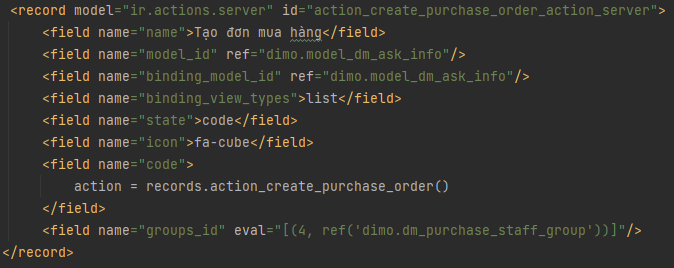 <record model="ir.actions.server" id="action_create_purchase_order_action_server">
<field name="name">Tạo đơn mua hàng</field>
<field name="model_id" ref="dimo.model_dm_ask_info"/>
<field name="binding_model_id" ref="dimo.model_dm_ask_info"/>
<field name="binding_view_types">list</field>
<field name="state">code</field>
<field name="icon">fa-cube</field>
<field name="code">
action = records.action_create_purchase_order()
</field>
<field name="groups_id" eval="[(4, ref('dimo.dm_purchase_staff_group'))]"/>
</record>